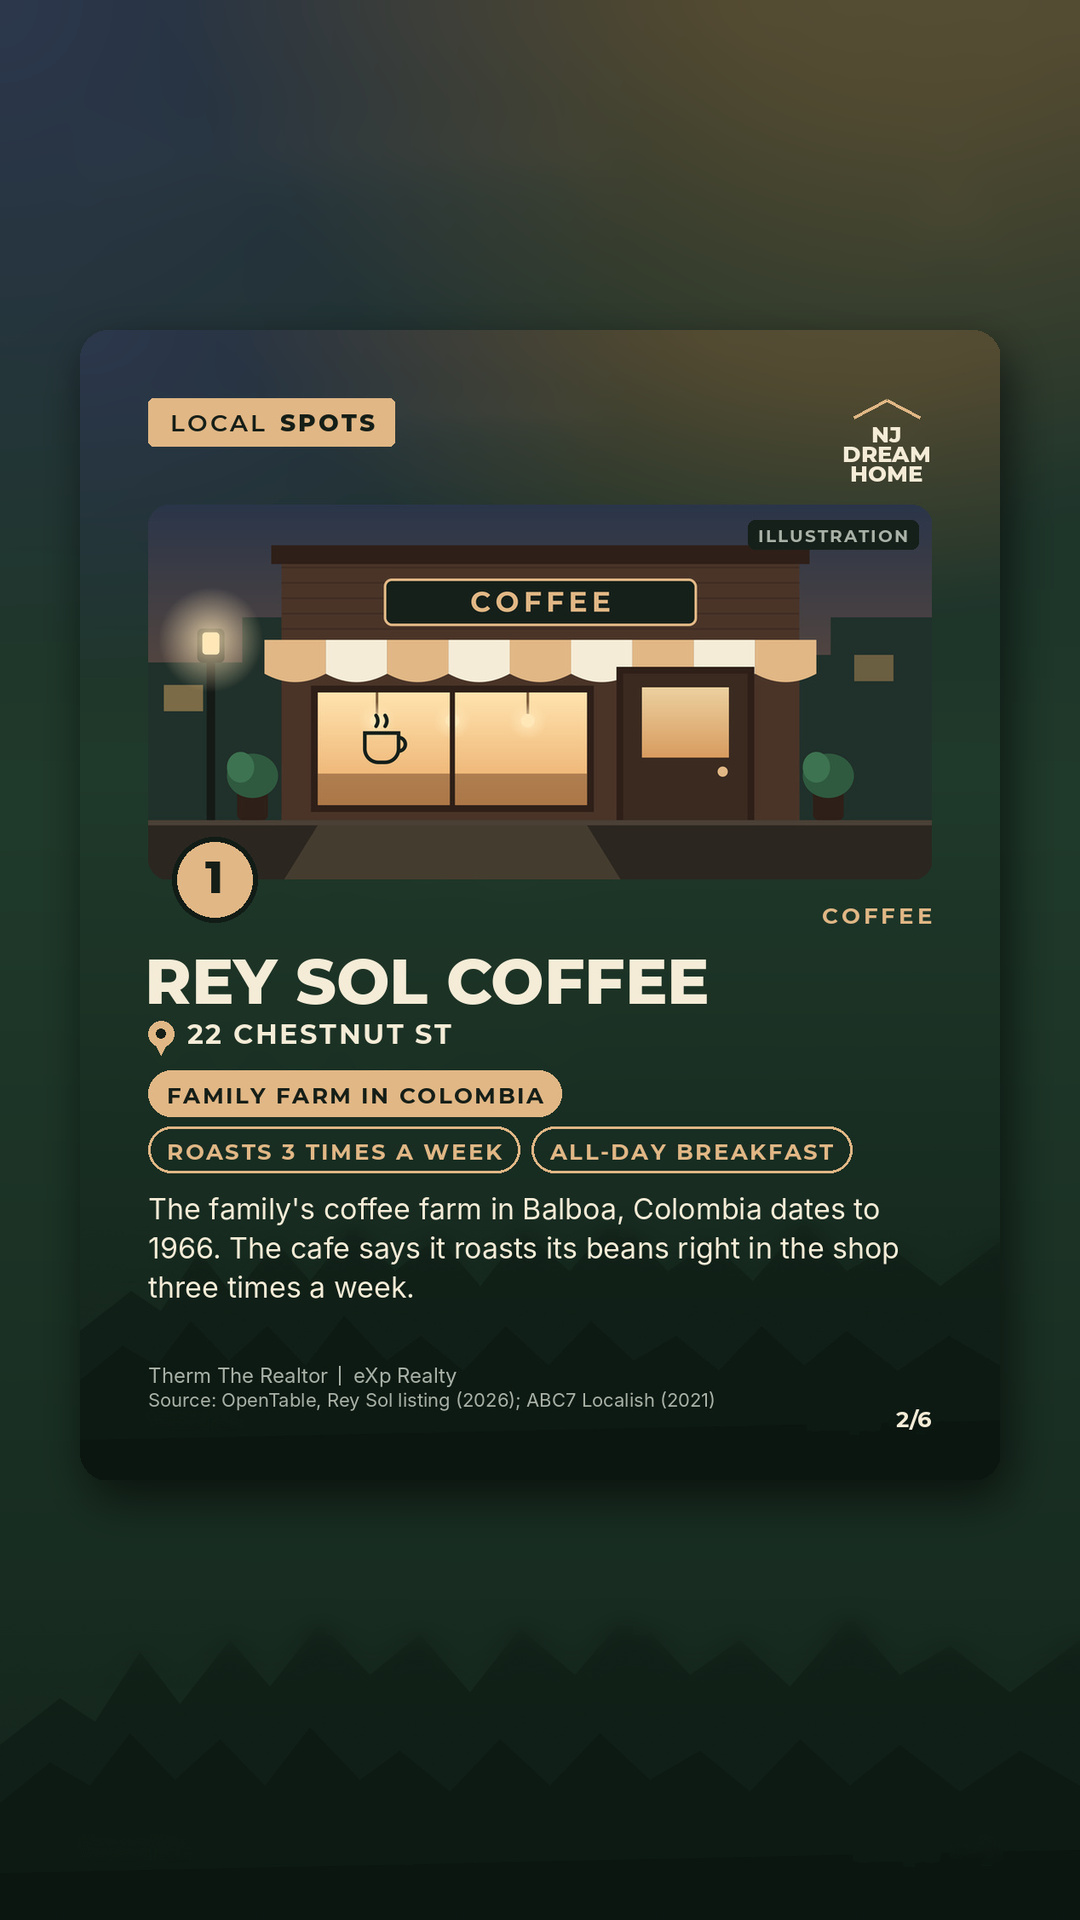 LOCAL SPOTS
NJ
DREAM
HOME
ILLUSTRATION
COFFEE
1
COFFEE
REY SOL COFFEE
22 CHESTNUT ST
FAMILY FARM IN COLOMBIA
ROASTS 3 TIMES A WEEK
ALL-DAY BREAKFAST
The family's coffee farm in Balboa, Colombia dates to
1966. The cafe says it roasts its beans right in the shop
three times a week.
Therm The Realtor | eXp Realty
Source: OpenTable, Rey Sol listing (2026); ABC7 Localish (2021)
2/6